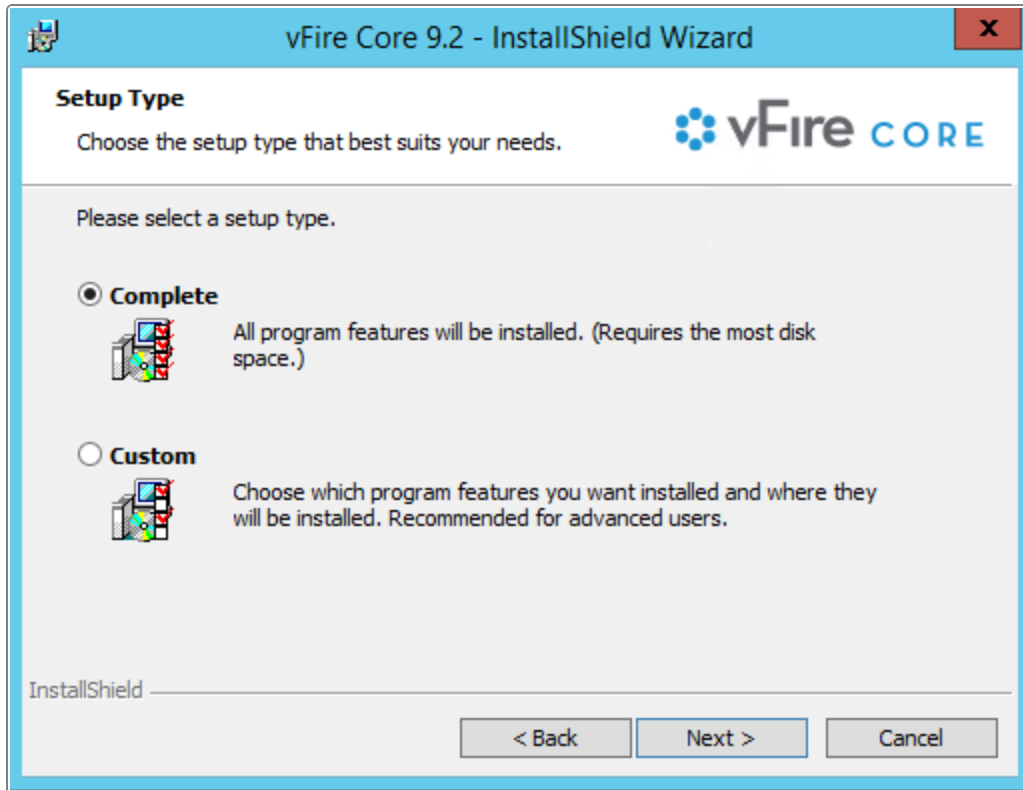 vFire Core 9.2 - InstallShield Wizard
x
Setup Type
Choose the setup type that best suits your needs.
vFire CORE
Please select a setup type.
Complete
All program features will be installed. (Requires the most disk
space.)
Custom
Choose which program features you want installed and where they
will be installed. Recommended for advanced users.
InstallShield
< Back
Next >
Cancel